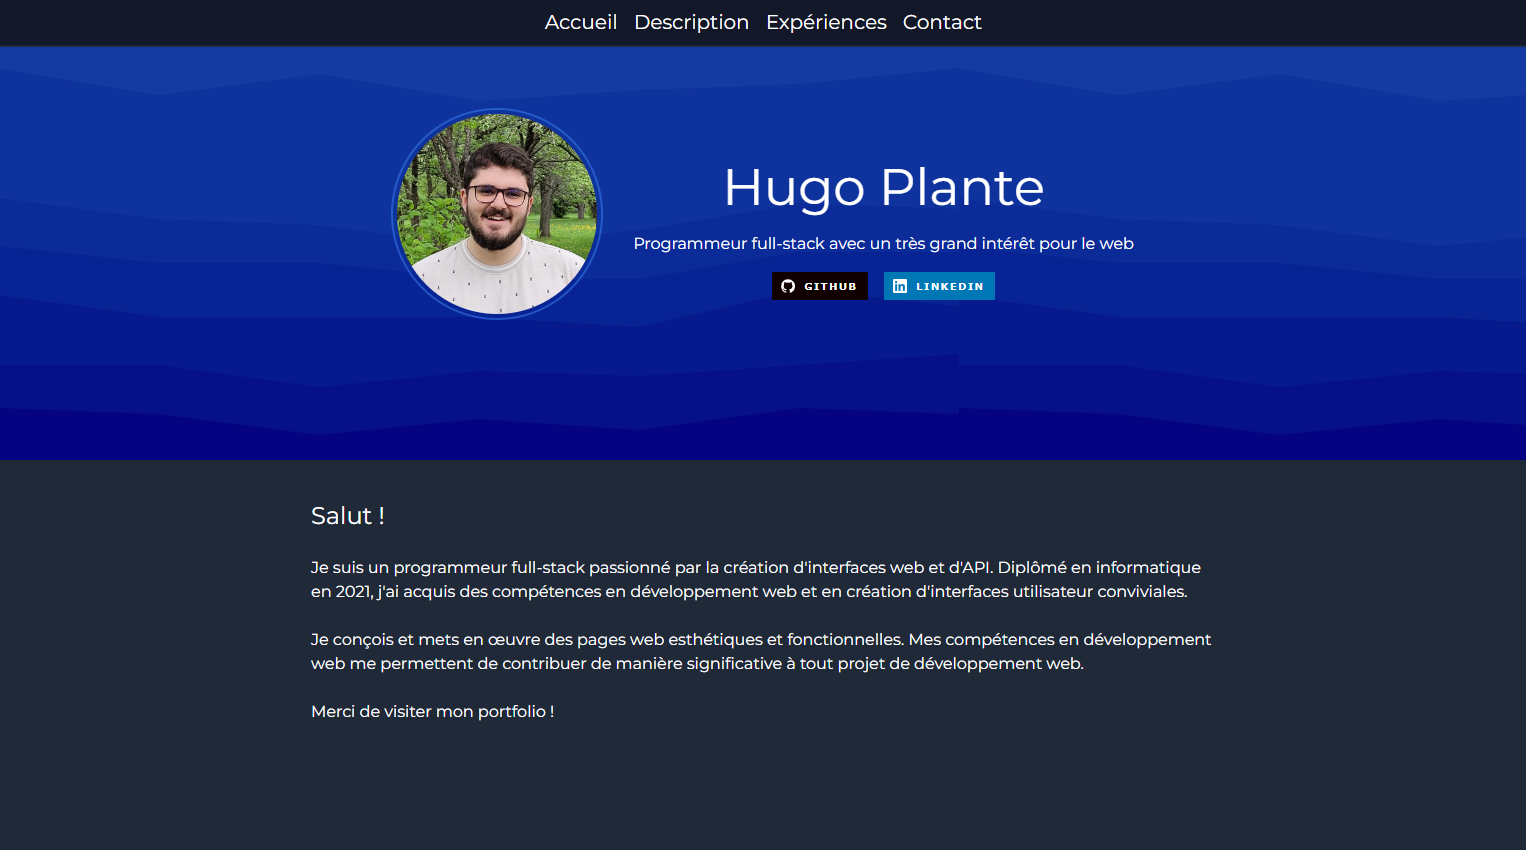 Accueil Description Expériences Contact
Hugo Plante
Programmeur full-stack avec un très grand intérêt pour le web
GITHUB LINKEDIN
Salut !
Je suis un programmeur full-stack passionné par la création d'interfaces web et d'API. Diplômé en informatique
en 2021, j'ai acquis des compétences en développement web et en création d'interfaces utilisateur conviviales.
Je conçois et mets en œuvre des pages web esthétiques et fonctionnelles. Mes compétences en développement
web me permettent de contribuer de manière significative à tout projet de développement web.
Merci de visiter mon portfolio !